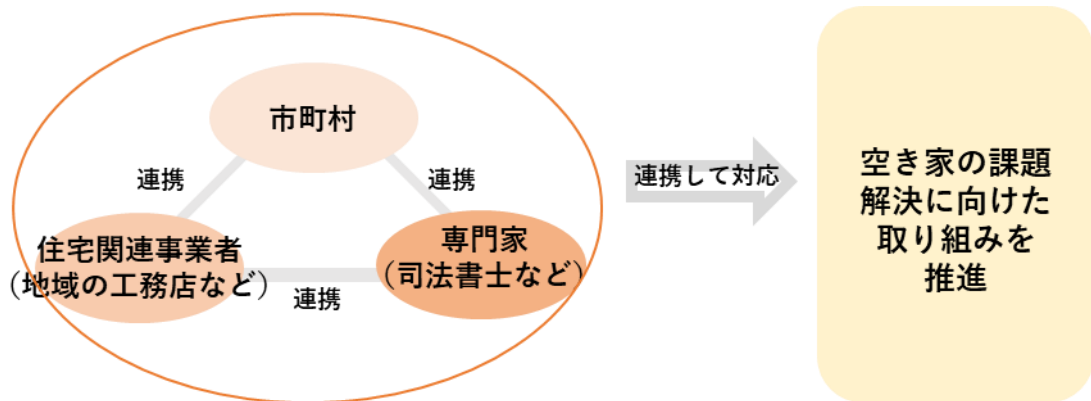 市町村
連携
連携
住宅関連事業者
（地域の工務店など）
専門家
（司法書士など）
連携
連携して対応
空き家の課題
解決に向けた
取り組みを
推進